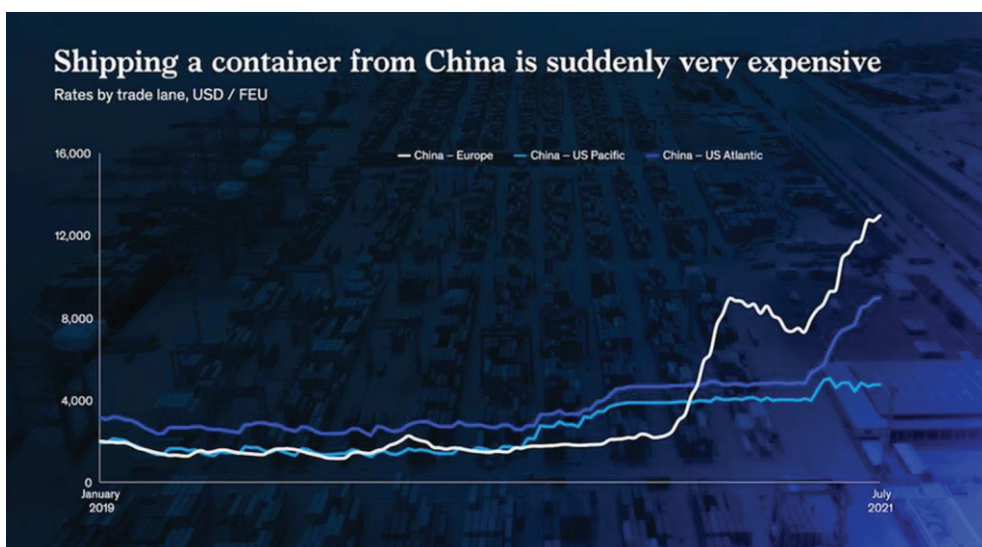 Shipping a container from China is suddenly very expensive
Rates by trade lane, USD / FEU
16,000
China – Europe China – US Pacific China – US Atlantic
12,000
8,000
4,000
0
January
2019
July
2021